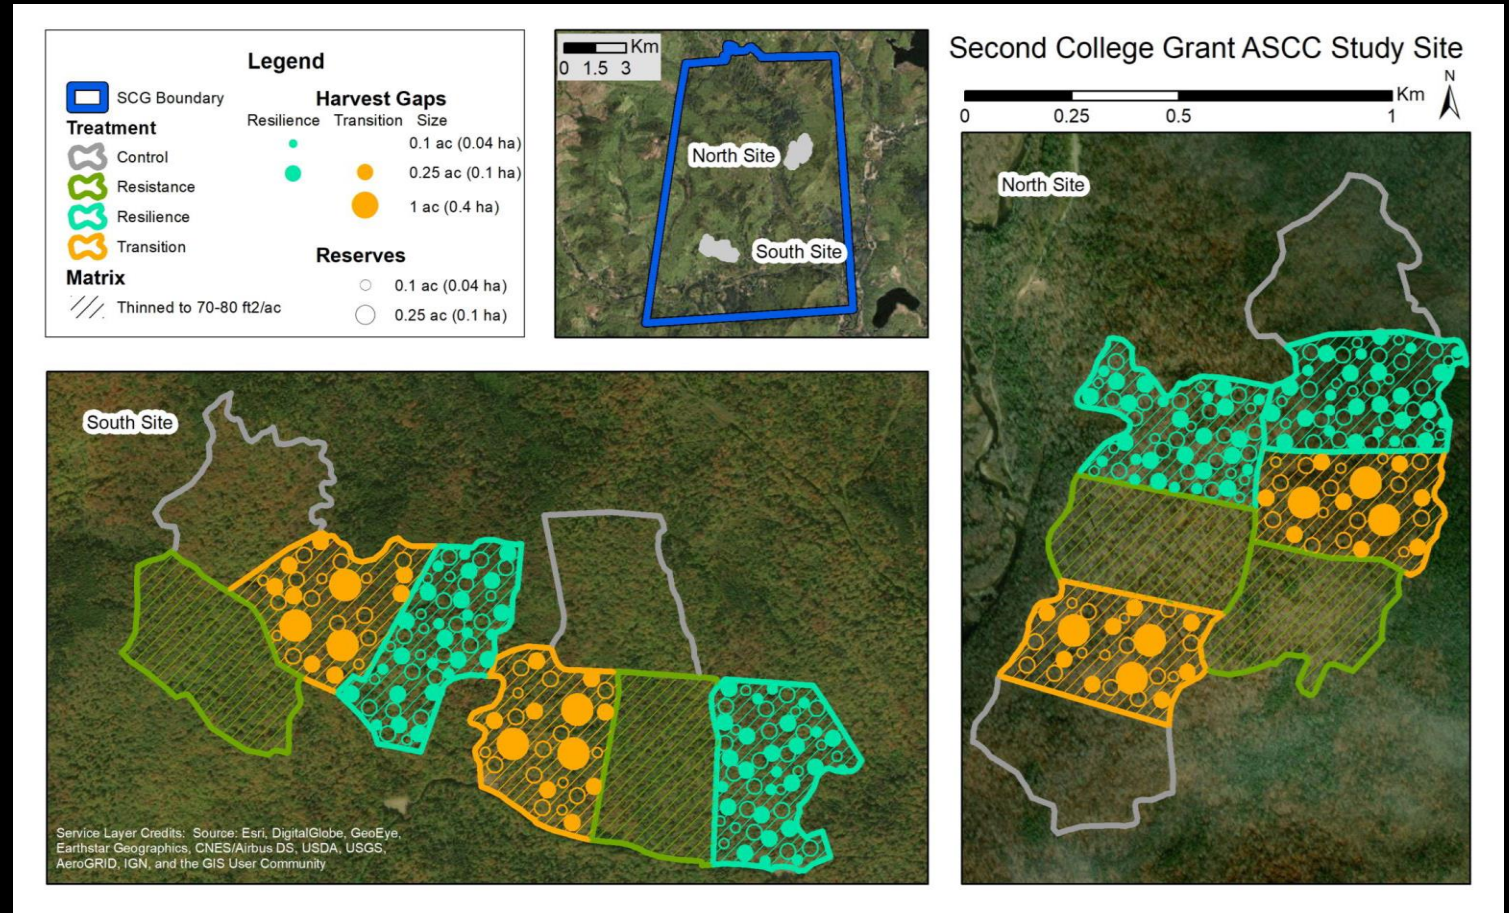 Second College Grant ASCC Study Site
Legend
SCG Boundary
Treatment
Control
Resistance
Resilience
Transition
Matrix
Thinned to 70-80 ft2/ac
Harvest Gaps
Resilience Transition Size
0.1 ac (0.04 ha)
0.25 ac (0.1 ha)
1 ac (0.4 ha)
Reserves
0.1 ac (0.04 ha)
0.25 ac (0.1 ha)
Km
0 1.5 3
North Site
South Site
N
Km
0 0.25 0.5 1
North Site
South Site
Service Layer Credits: Source: Esri, DigitalGlobe, GeoEye,
Earthstar Geographics, CNES/Airbus DS, USDA, USGS,
AeroGRID, IGN, and the GIS User Community